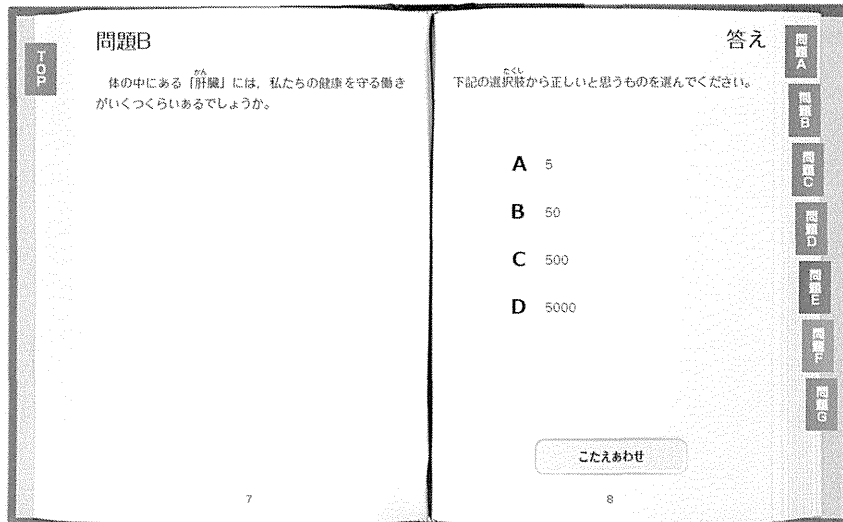 TOP
問題B
体の中にある「肝臓」には、私たちの健康を守る働き
かん
がいくつくらいあるでしょうか。
7
答え
下記の選択肢から正しいと思うものを選んでください。
たくし
A 5
B 50
C 500
D 5000
こたえあわせ
8
問題A
問題B
問題C
問題D
問題E
問題F
問題G